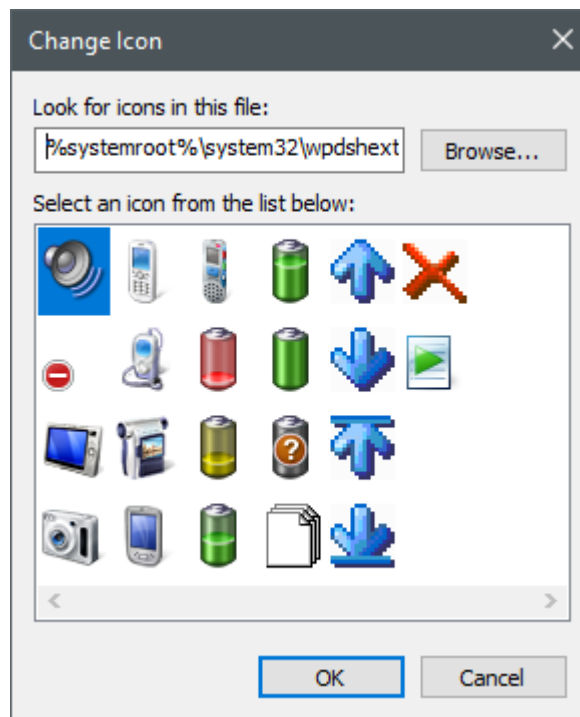 Change Icon
Look for icons in this file:
%systemroot%\system32\wpdshext
Browse...
Select an icon from the list below:
?
OK
Cancel